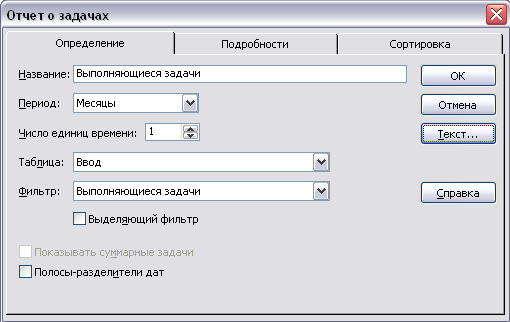 Отчет о задачах
Определение Подробности Сортировка
Название: Выполняющиеся задачи ОК
Период: Месяцы Отмена
Число единиц времени: 1 Текст...
Таблица: Ввод
Фильтр: Выполняющиеся задачи Справка
Выделяющий фильтр
Показывать суммарные задачи
Полосы-разделители дат